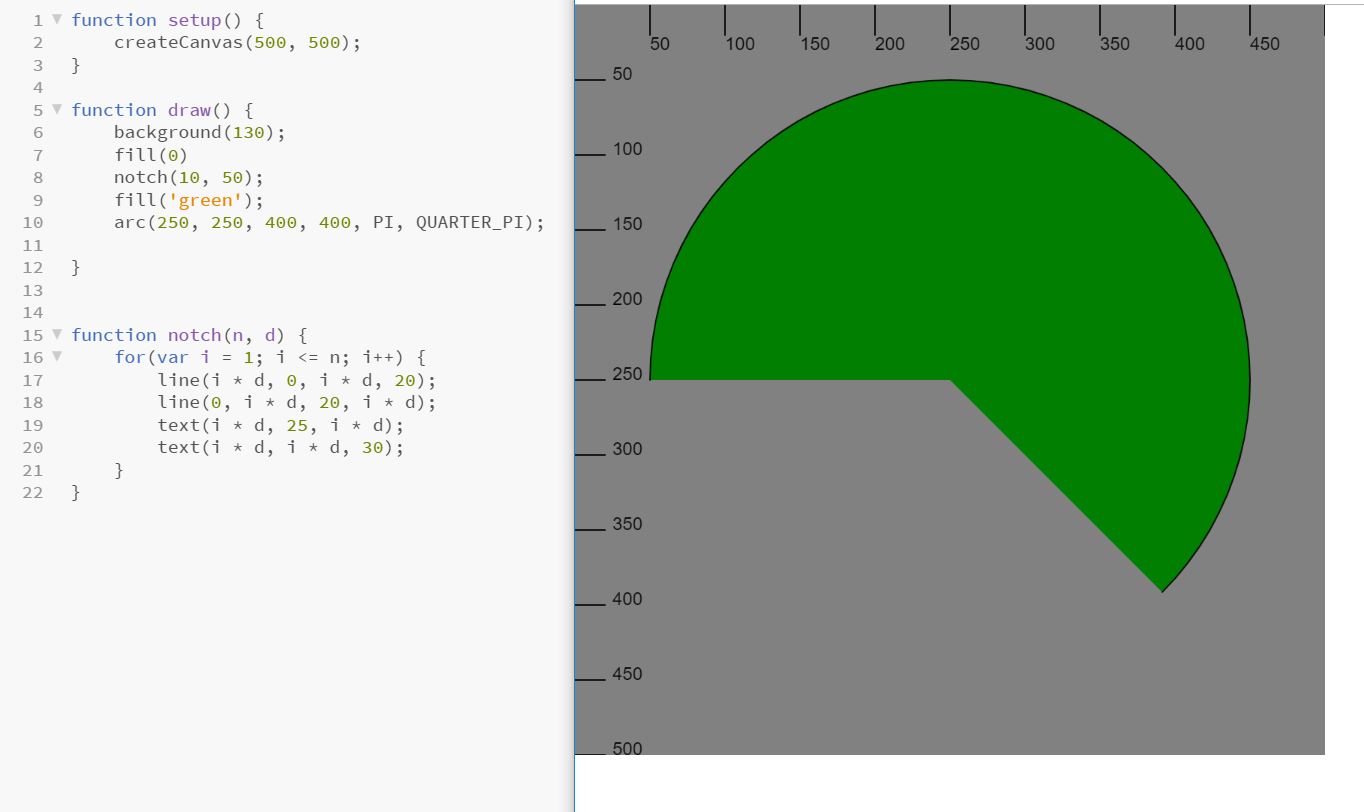 1 function setup() {
2 createCanvas(500, 500);
3 }
4
5 function draw() {
6 background(130);
7 fill(0)
8 notch(10, 50);
9 fill('green');
10 arc(250, 250, 400, 400, PI, QUARTER_PI);
11
12 }
13
14
15 function notch(n, d) {
16 for(var i = 1; i <= n; i++) {
17 line(i * d, 0, i * d, 20);
18 line(0, i * d, 20, i * d);
19 text(i * d, 25, i * d);
20 text(i * d, i * d, 30);
21 }
22 }
50 100 150 200 250 300 350 400 450
50
100
150
200
250
300
350
400
450
500